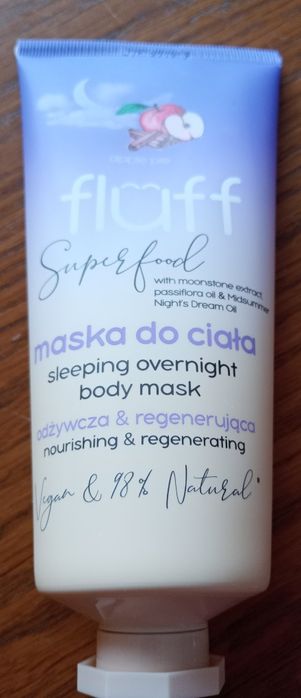 apple pie
fluff
Superfood
with moonstone extract,
passiflora oil & Midsummer
Night's Dream Oil
maska do ciała
sleeping overnight
body mask
odżywcza & regenerująca
nourishing & regenerating
Vegan & 98% Natural*